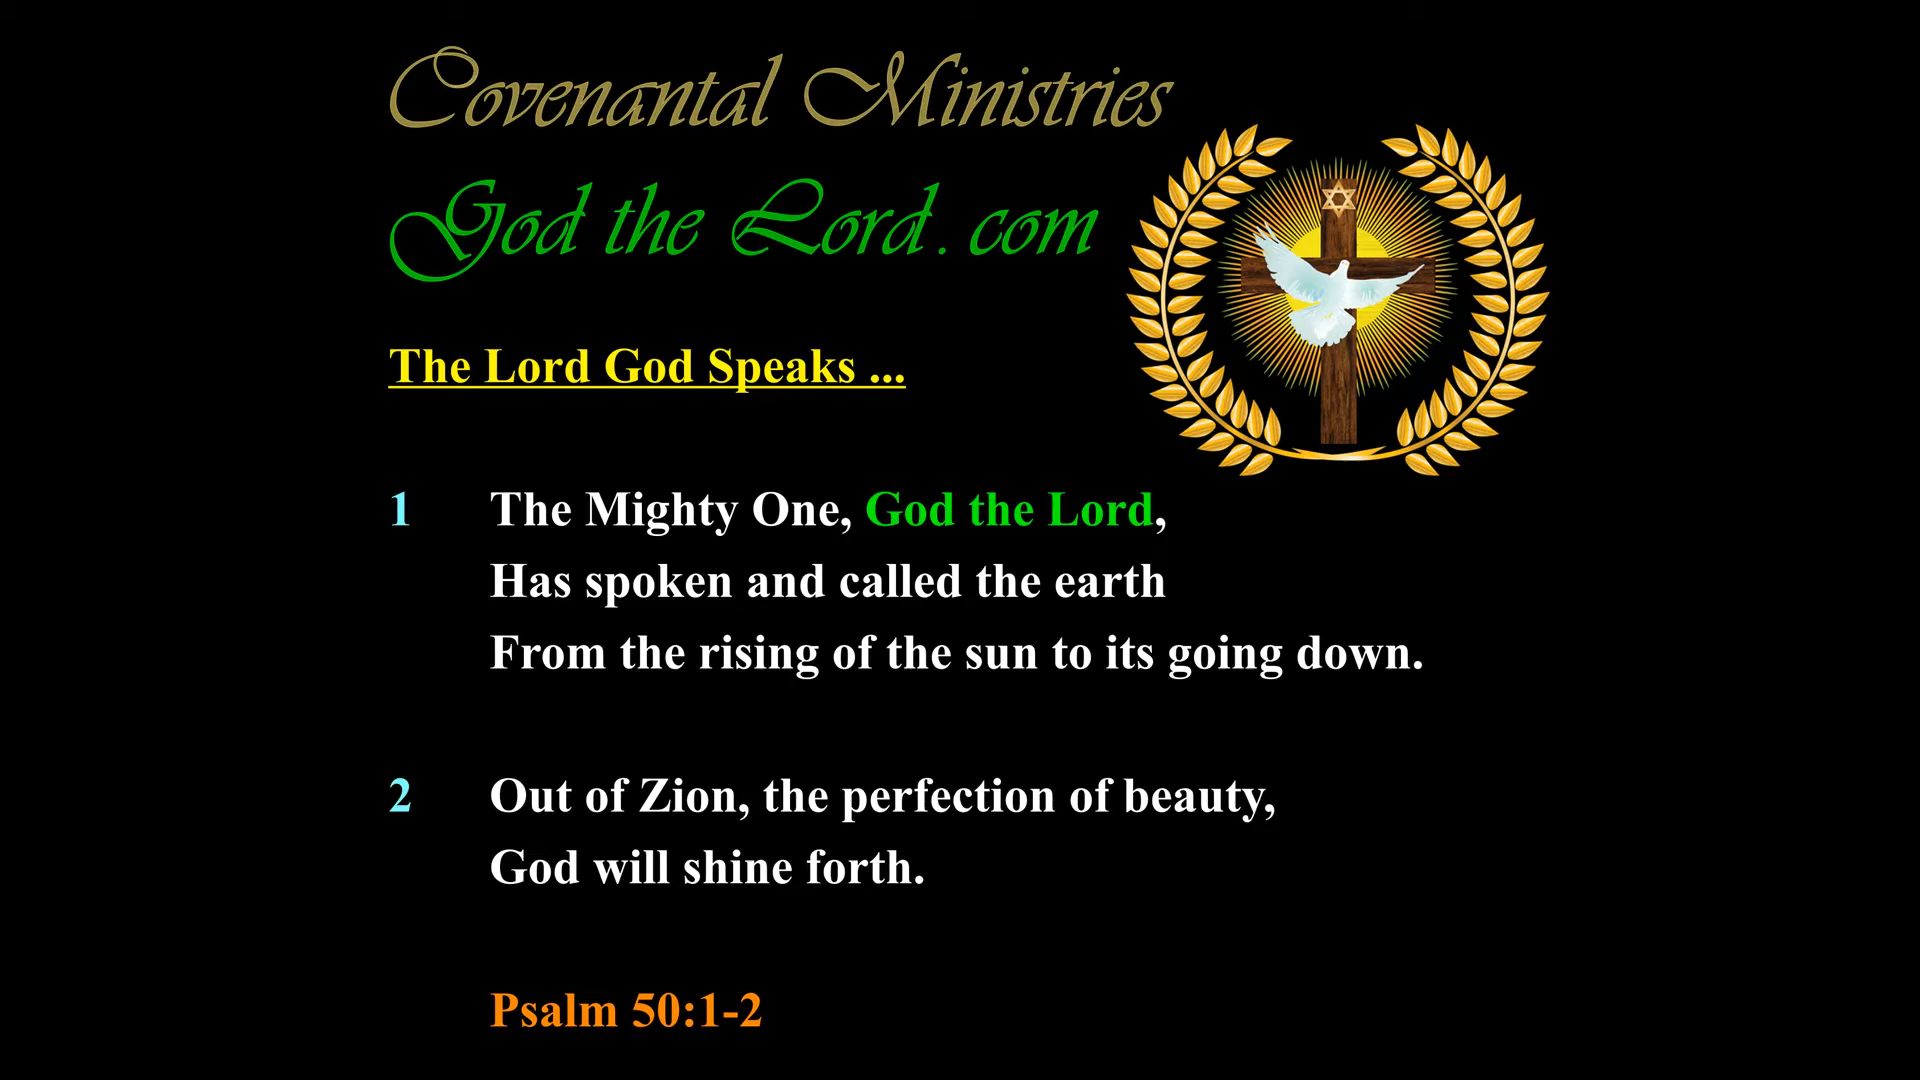 Covenantal Ministries
God the Lord.com
The Lord God Speaks ...
1 The Mighty One, God the Lord,
Has spoken and called the earth
From the rising of the sun to its going down.
2 Out of Zion, the perfection of beauty,
God will shine forth.
Psalm 50:1-2